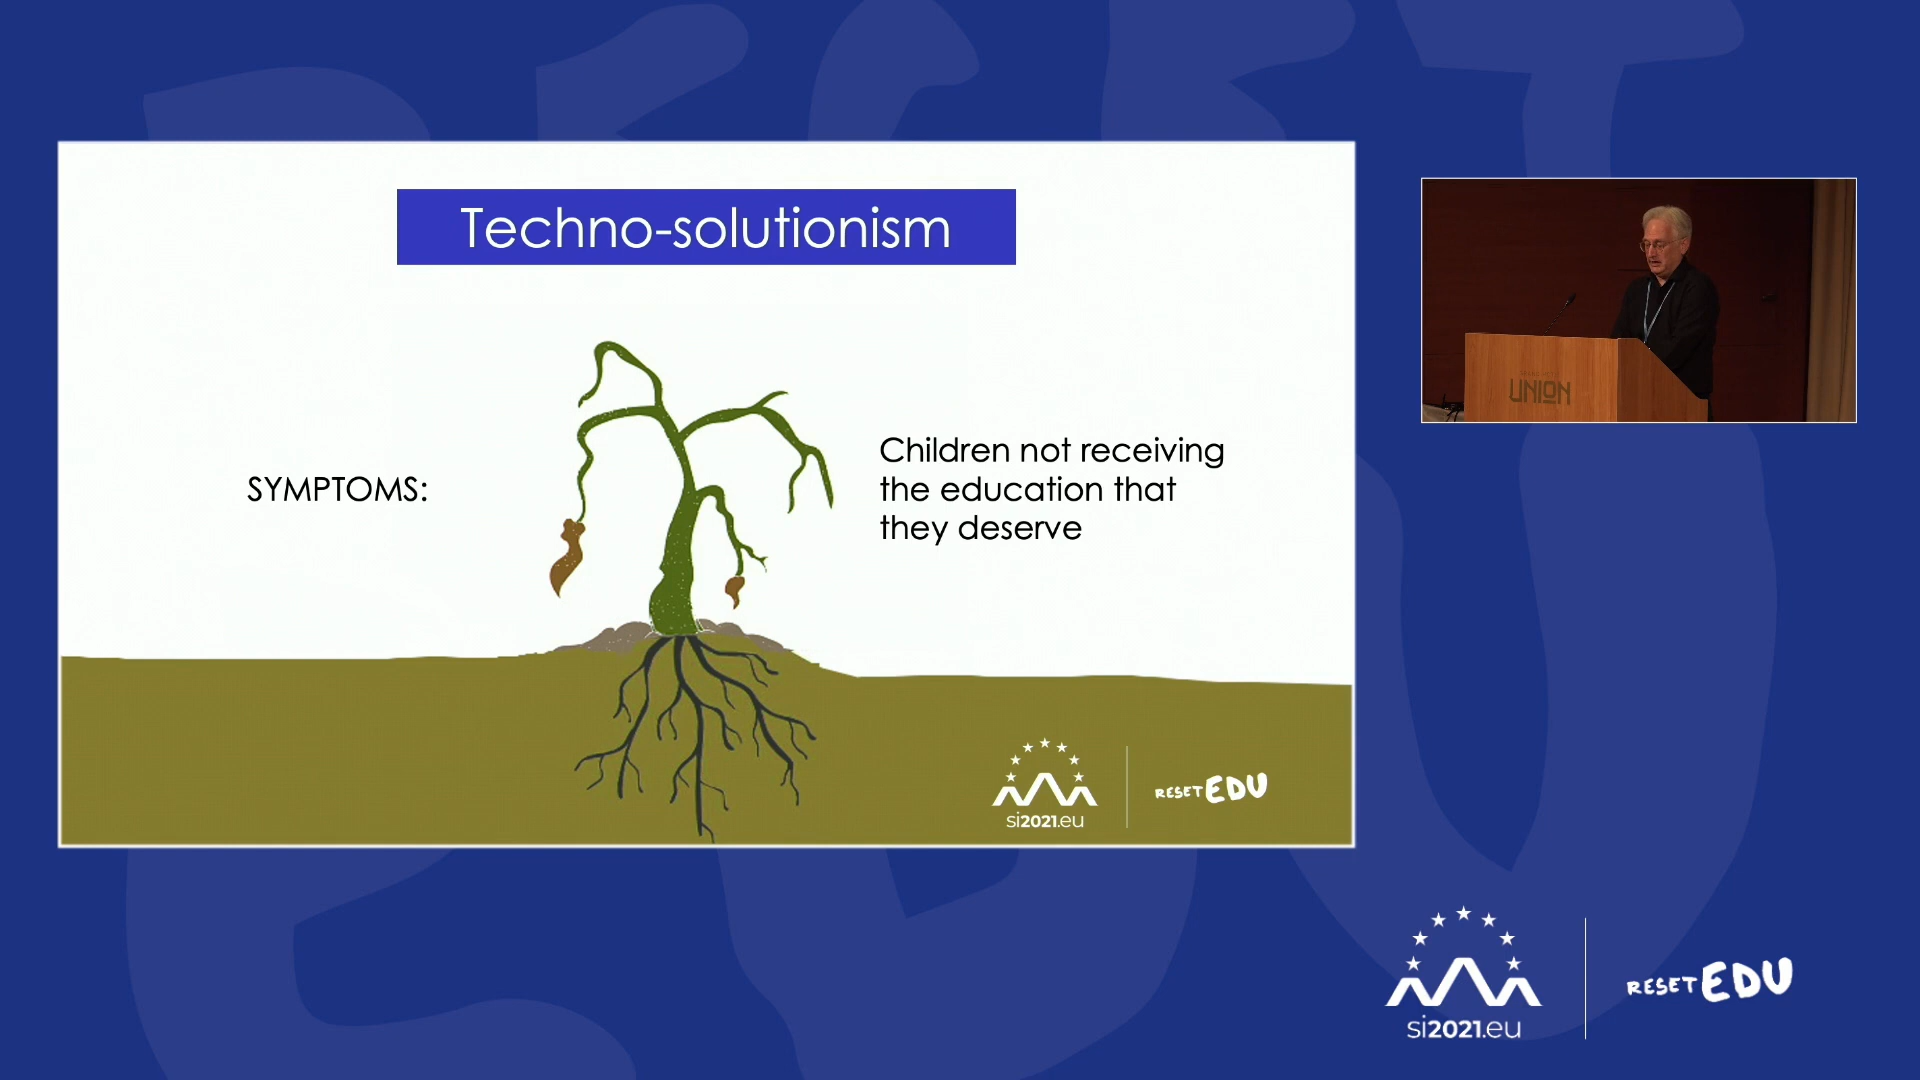 Techno-solutionism
SYMPTOMS:
Children not receiving
the education that
they deserve
si2021.eu
RESET EDU
UNION
si2021.eu
RESET EDU